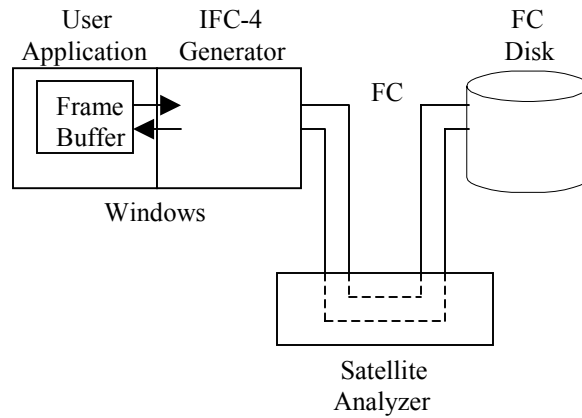 User
Application
IFC-4
Generator
FC
Disk
Frame
Buffer
FC
Windows
Satellite
Analyzer